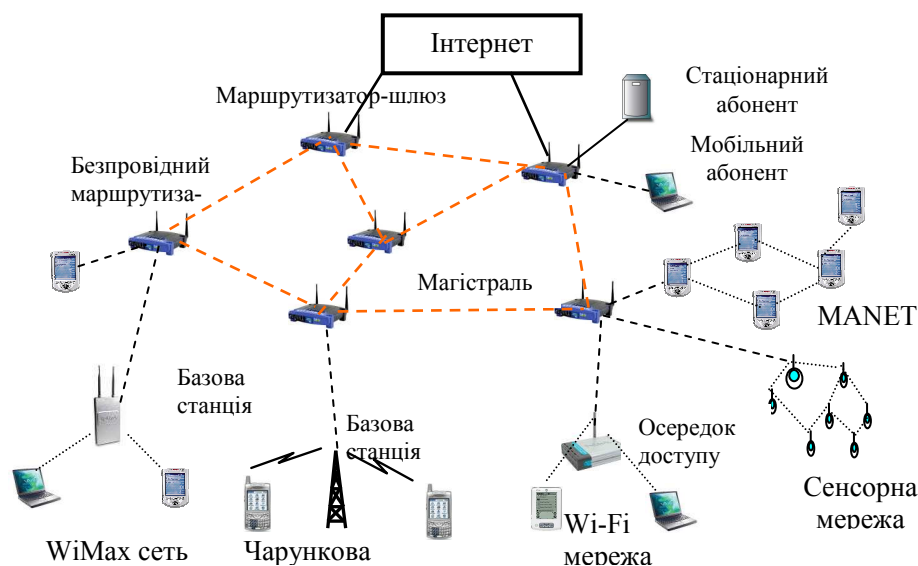 Інтернет
Маршрутизатор-шлюз
Стаціонарний
абонент
Безпровідний
маршрутиза-
Мобільний
абонент
Магістраль
MANET
Базова
станція
Базова
станція
Осередок
доступу
Сенсорна
мережа
WiMax сеть
Чарункова
Wi-Fi
мережа